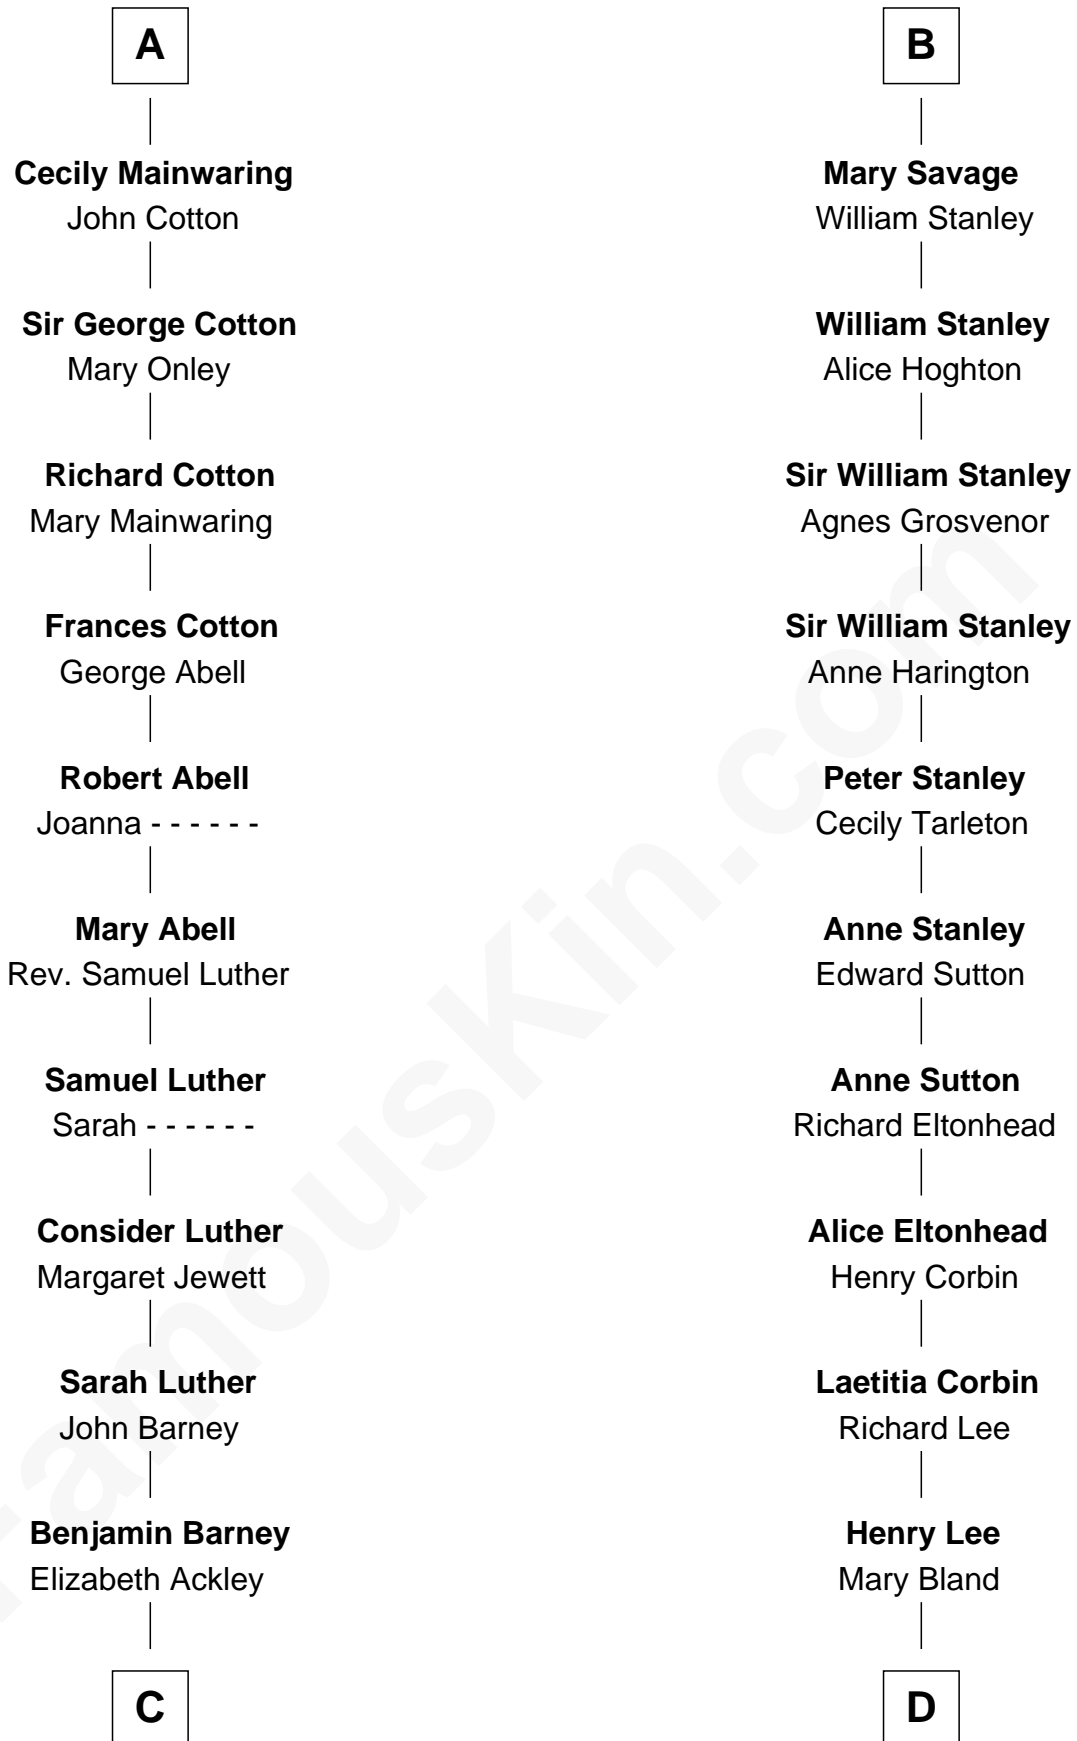 A
Cecily Mainwaring
John Cotton
Sir George Cotton
Mary Onley
Richard Cotton
Mary Mainwaring
Frances Cotton
George Abell
Robert Abell
Joanna - - - - - -
Mary Abell
Rev. Samuel Luther
Samuel Luther
Sarah - - - - - -
Consider Luther
Margaret Jewett
Sarah Luther
John Barney
Benjamin Barney
Elizabeth Ackley
C
B
Mary Savage
William Stanley
William Stanley
Alice Hoghton
Sir William Stanley
Agnes Grosvenor
Sir William Stanley
Anne Harington
Peter Stanley
Cecily Tarleton
Anne Stanley
Edward Sutton
Anne Sutton
Richard Eltonhead
Alice Eltonhead
Henry Corbin
Laetitia Corbin
Richard Lee
Henry Lee
Mary Bland
D
FamousKin.com